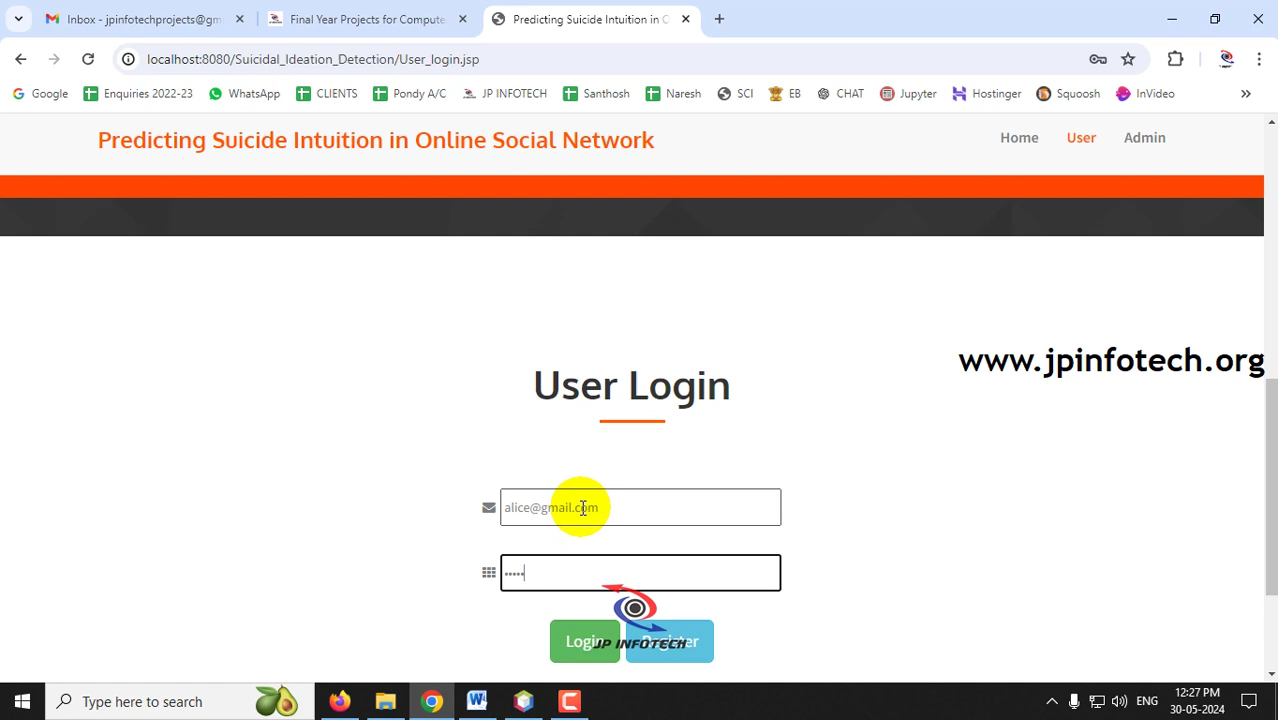 Inbox - jpinfotechprojects@gm
Final Year Projects for Compute
Predicting Suicide Intuition in O
localhost:8080/Suicidal_Ideation_Detection/User_login.jsp
Google
Enquiries 2022-23
WhatsApp
CLIENTS
Pondy A/C
JP INFOTECH
Santhosh
Naresh
SCI
EB
CHAT
Jupyter
Hostinger
Squoosh
InVideo
Predicting Suicide Intuition in Online Social Network
Home
User
Admin
www.jpinfotech.org
User Login
alice@gmail.com
•••••
Login
Register
JP INFOTECH
Type here to search
ENG
12:27 PM
30-05-2024